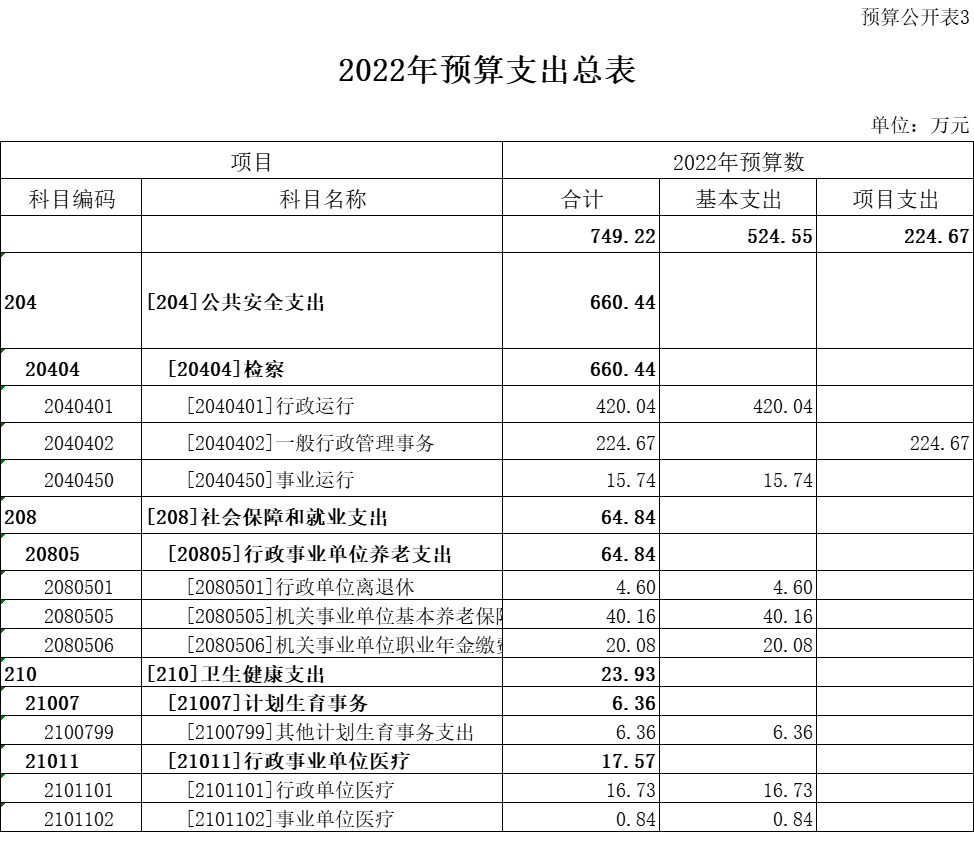 预算公开表3
2022年预算支出总表
单位：万元
项目 2022年预算数
科目编码 科目名称 合计 基本支出 项目支出
749.22 524.55 224.67
204 [204]公共安全支出 660.44
20404 [20404]检察 660.44
2040401 [2040401]行政运行 420.04 420.04
2040402 [2040402]一般行政管理事务 224.67 224.67
2040450 [2040450]事业运行 15.74 15.74
208 [208]社会保障和就业支出 64.84
20805 [20805]行政事业单位养老支出 64.84
2080501 [2080501]行政单位离退休 4.60 4.60
2080505 [2080505]机关事业单位基本养老保 40.16 40.16
2080506 [2080506]机关事业单位职业年金缴 20.08 20.08
210 [210]卫生健康支出 23.93
21007 [21007]计划生育事务 6.36
2100799 [2100799]其他计划生育事务支出 6.36 6.36
21011 [21011]行政事业单位医疗 17.57
2101101 [2101101]行政单位医疗 16.73 16.73
2101102 [2101102]事业单位医疗 0.84 0.84